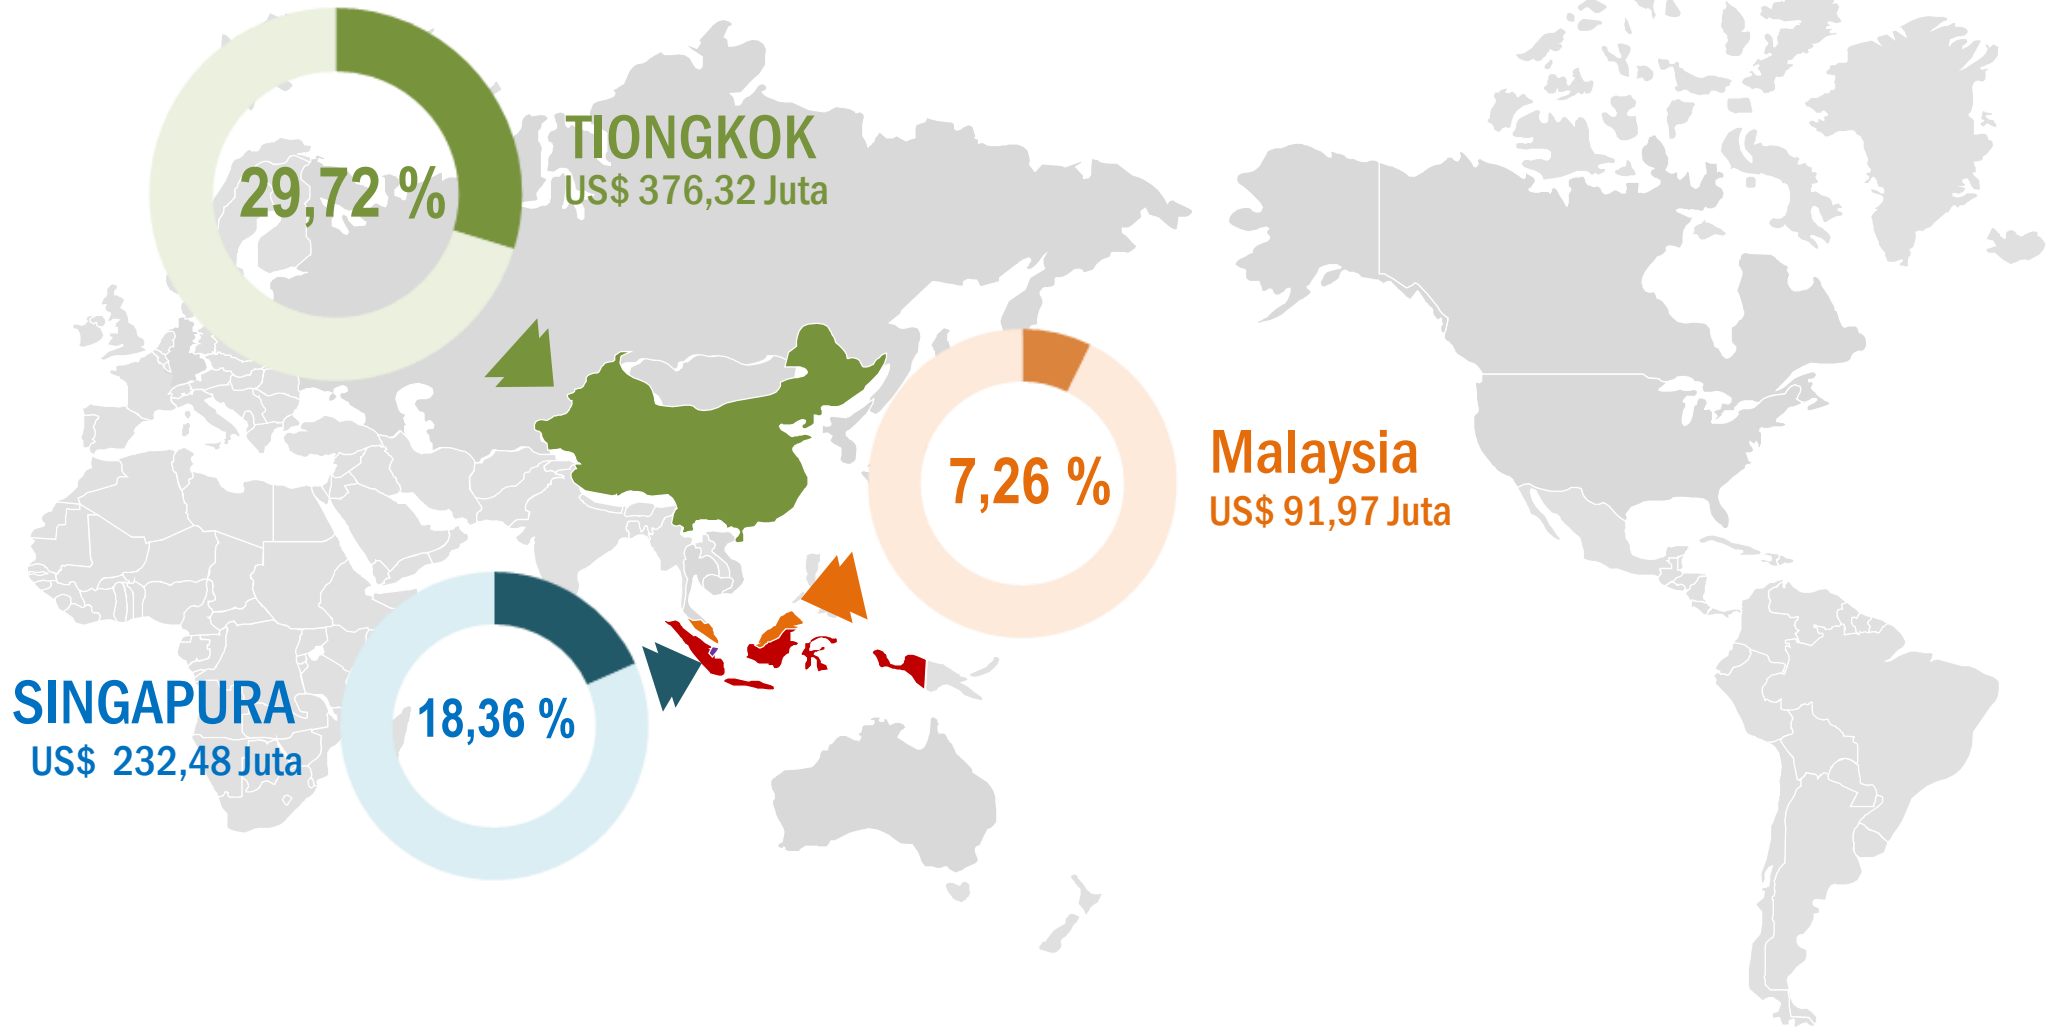 29,72 %
TIONGKOK
US$ 376,32 Juta
7,26 %
Malaysia
US$ 91,97 Juta
SINGAPURA
US$ 232,48 Juta
18,36 %